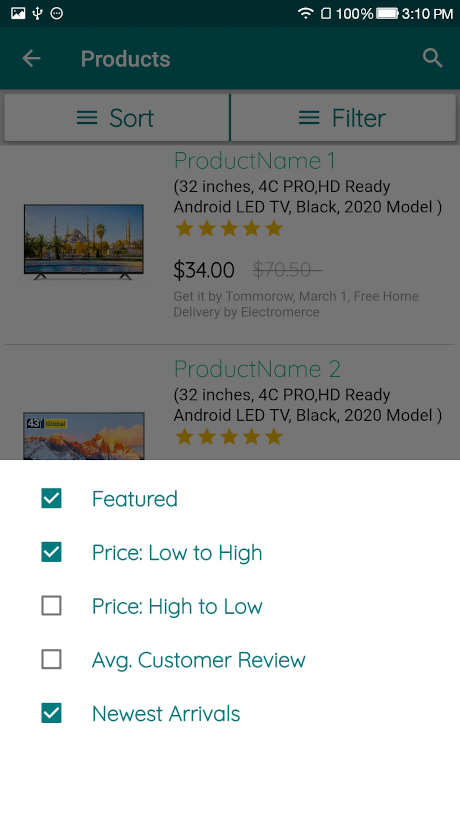 100% 3:10 PM
Products
Sort Filter
ProductName 1
(32 inches, 4C PRO,HD Ready
Android LED TV, Black, 2020 Model )
$34.00 $70.50
Get it by Tommorow, March 1, Free Home
Delivery by Electromerce
ProductName 2
(32 inches, 4C PRO,HD Ready
Android LED TV, Black, 2020 Model )
43" Global
Featured
Price: Low to High
Price: High to Low
Avg. Customer Review
Newest Arrivals